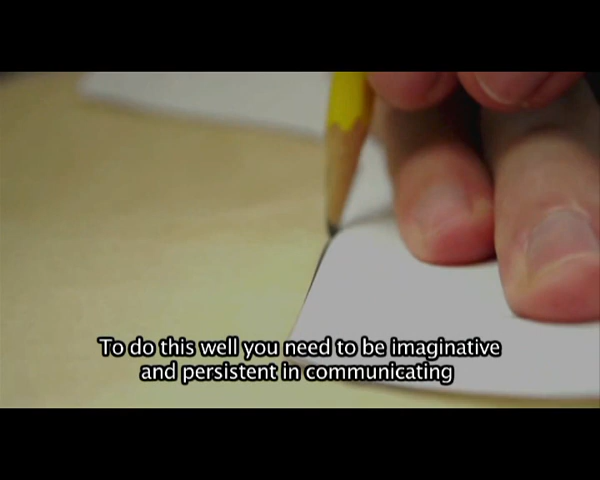 To do this well you need to be imaginative
and persistent in communicating